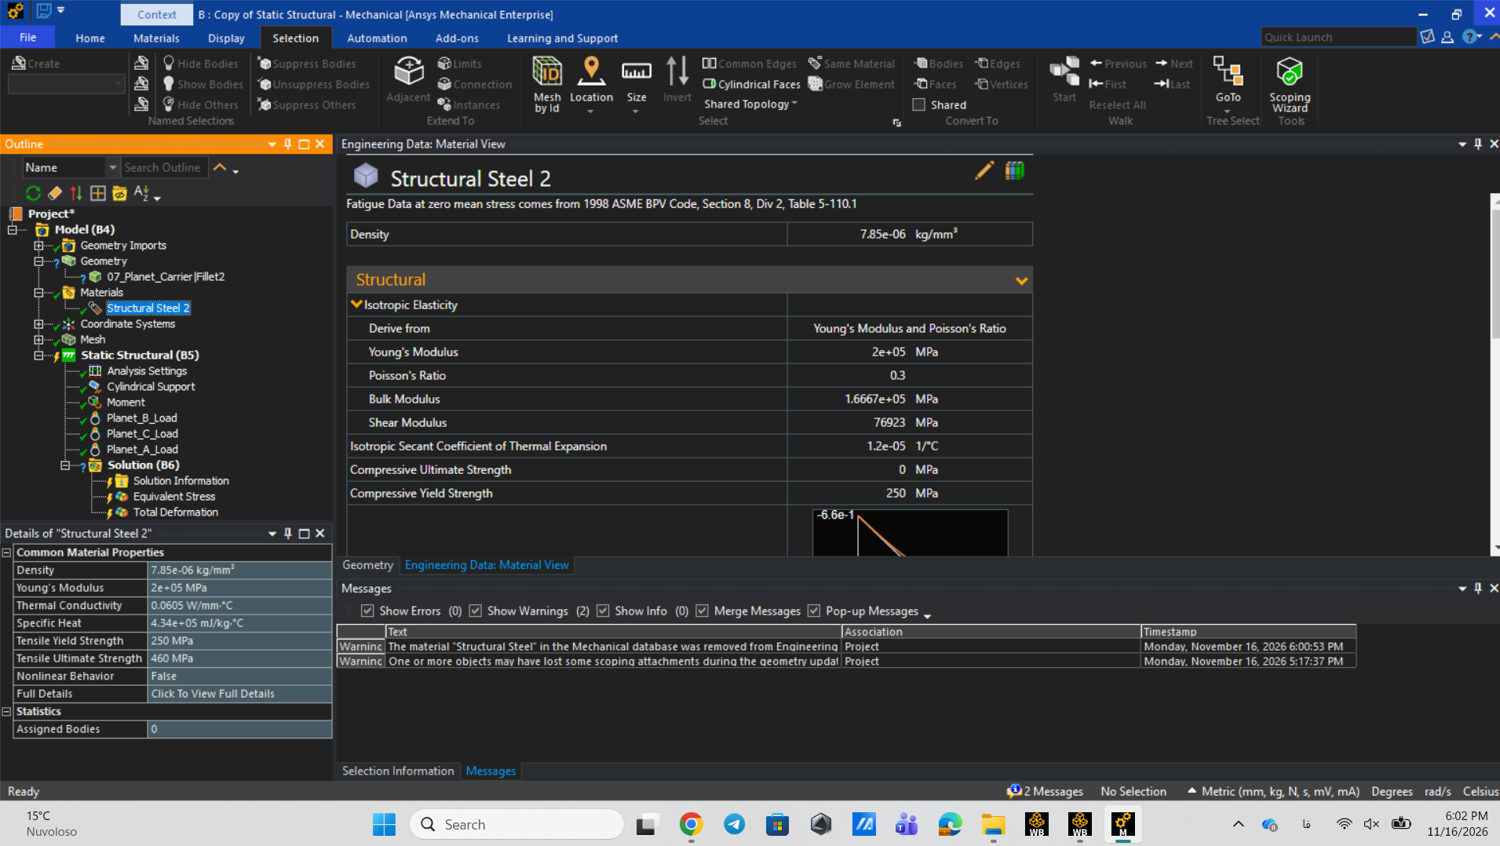 Context
B : Copy of Static Structural - Mechanical [Ansys Mechanical Enterprise]
File
Home
Materials
Display
Selection
Automation
Add-ons
Learning and Support
Quick Launch
Create
Hide Bodies
Show Bodies
Hide Others
Suppress Bodies
Unsuppress Bodies
Suppress Others
Named Selections
Adjacent
Limits
Connection
Instances
Extend To
Mesh by Id
Location
Size
Invert
Common Edges
Cylindrical Faces
Shared Topology
Same Material
Grow Element
Select
Bodies
Edges
Faces
Vertices
Shared
Convert To
Start
Previous
Next
First
Last
Reselect All
Walk
GoTo
Tree Select
Scoping Wizard
Tools
Outline
Name
Search Outline
Project*
Model (B4)
Geometry Imports
Geometry
07_Planet_Carrier|Fillet2
Materials
Structural Steel 2
Coordinate Systems
Mesh
Static Structural (B5)
Analysis Settings
Cylindrical Support
Moment
Planet_B_Load
Planet_C_Load
Planet_A_Load
Solution (B6)
Solution Information
Equivalent Stress
Total Deformation
Details of "Structural Steel 2"
Common Material Properties
Density 7.85e-06 kg/mm³
Young's Modulus 2e+05 MPa
Thermal Conductivity 0.0605 W/mm·°C
Specific Heat 4.34e+05 mJ/kg·°C
Tensile Yield Strength 250 MPa
Tensile Ultimate Strength 460 MPa
Nonlinear Behavior False
Full Details Click To View Full Details
Statistics
Assigned Bodies 0
Engineering Data: Material View
Structural Steel 2
Fatigue Data at zero mean stress comes from 1998 ASME BPV Code, Section 8, Div 2, Table 5-110.1
Density 7.85e-06 kg/mm³
Structural
Isotropic Elasticity
Derive from Young's Modulus and Poisson's Ratio
Young's Modulus 2e+05 MPa
Poisson's Ratio 0.3
Bulk Modulus 1.6667e+05 MPa
Shear Modulus 76923 MPa
Isotropic Secant Coefficient of Thermal Expansion 1.2e-05 1/°C
Compressive Ultimate Strength 0 MPa
Compressive Yield Strength 250 MPa
-6.6e-1
Geometry
Engineering Data: Material View
Messages
Show Errors (0) Show Warnings (2) Show Info (0) Merge Messages Pop-up Messages
Text Association Timestamp
Warning The material "Structural Steel" in the Mechanical database was removed from Engineering Project Monday, November 16, 2026 6:00:53 PM
Warning One or more objects may have lost some scoping attachments during the geometry updat Project Monday, November 16, 2026 5:17:37 PM
Selection Information
Messages
Ready
2 Messages
No Selection
Metric (mm, kg, N, s, mV, mA)
Degrees
rad/s
Celsius
15°C
Nuvoloso
Search
WB
WB
M
فا
6:02 PM
11/16/2026